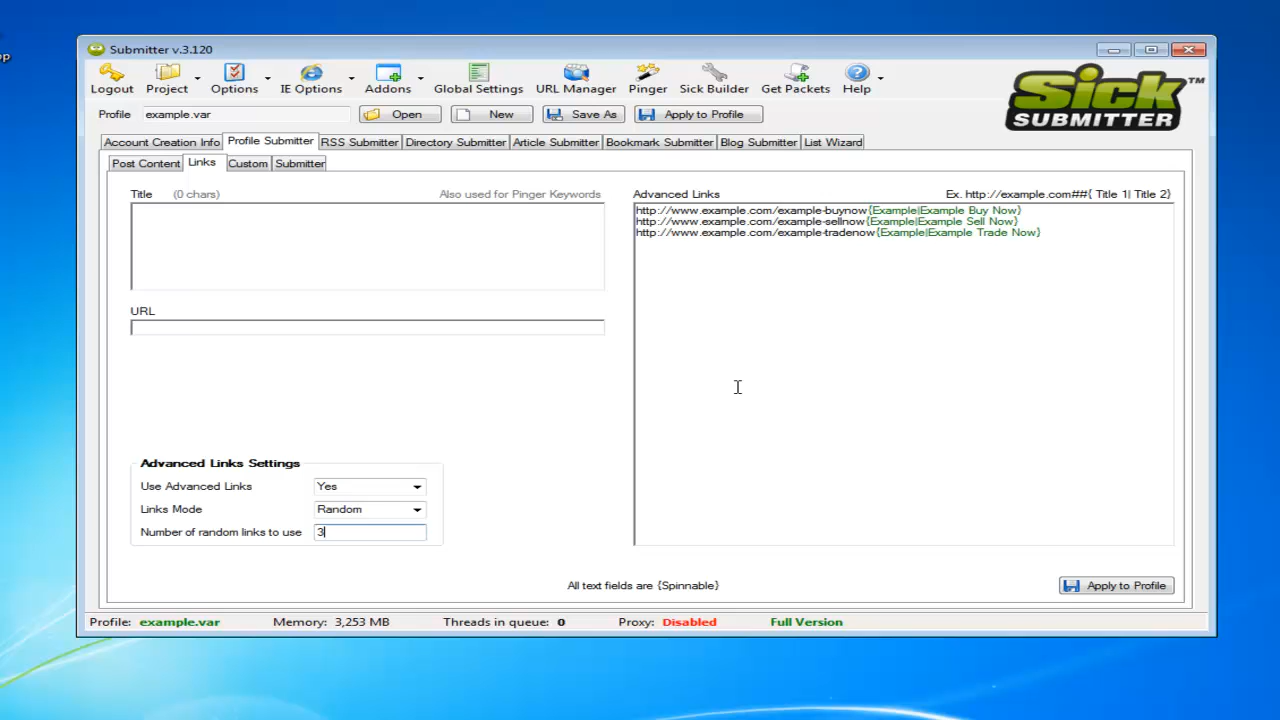 op
Submitter v.3.120
Logout Project Options IE Options Addons Global Settings URL Manager Pinger Sick Builder Get Packets Help
Sick™
SUBMITTER
Profile example.var Open New Save As Apply to Profile
Account Creation Info Profile Submitter RSS Submitter Directory Submitter Article Submitter Bookmark Submitter Blog Submitter List Wizard
Post Content Links Custom Submitter
Title (0 chars) Also used for Pinger Keywords
Advanced Links Ex. http://example.com##{ Title 1| Title 2}
http://www.example.com/example-buynow{Example|Example Buy Now}
http://www.example.com/example-sellnow{Example|Example Sell Now}
http://www.example.com/example-tradenow{Example|Example Trade Now}
URL
Advanced Links Settings
Use Advanced Links Yes
Links Mode Random
Number of random links to use 3
All text fields are {Spinnable}
Apply to Profile
Profile: example.var Memory: 3,253 MB Threads in queue: 0 Proxy: Disabled Full Version